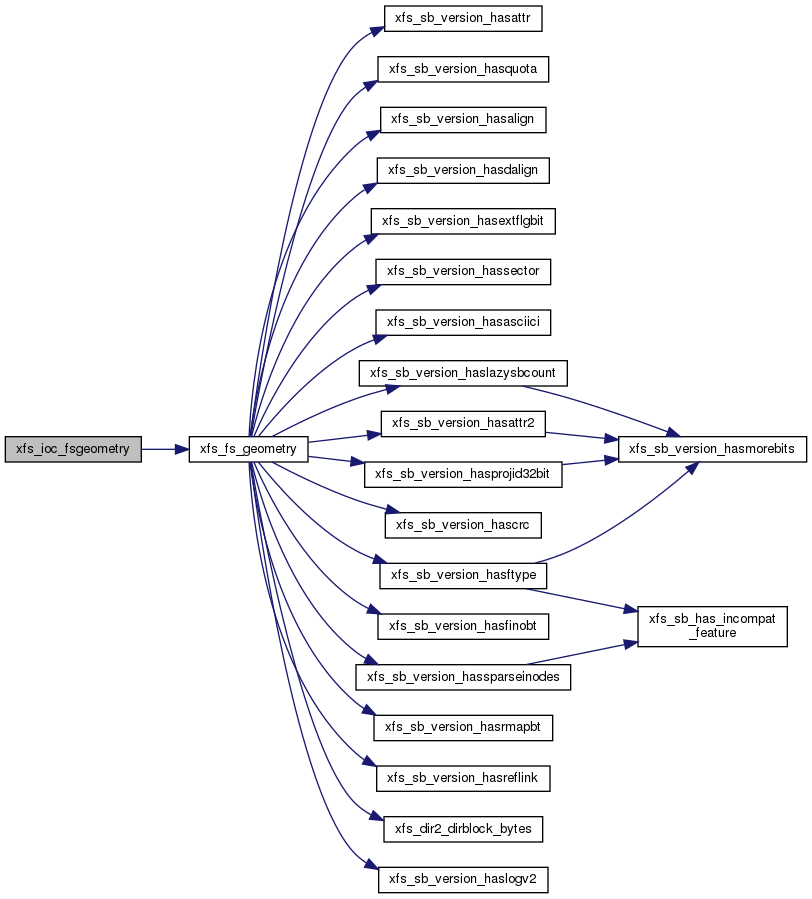 xfs_ioc_fsgeometry
xfs_fs_geometry
xfs_sb_version_hasattr
xfs_sb_version_hasquota
xfs_sb_version_hasalign
xfs_sb_version_hasdalign
xfs_sb_version_hasextflgbit
xfs_sb_version_hassector
xfs_sb_version_hasasciici
xfs_sb_version_haslazysbcount
xfs_sb_version_hasattr2
xfs_sb_version_hasprojid32bit
xfs_sb_version_hascrc
xfs_sb_version_hasftype
xfs_sb_version_hasfinobt
xfs_sb_version_hassparseinodes
xfs_sb_version_hasrmapbt
xfs_sb_version_hasreflink
xfs_dir2_dirblock_bytes
xfs_sb_version_haslogv2
xfs_sb_version_hasmorebits
xfs_sb_has_incompat
_feature